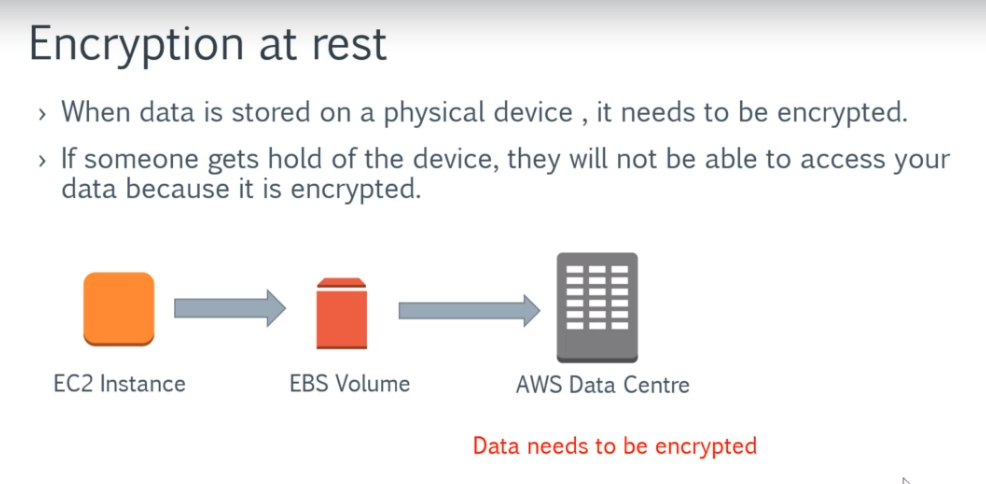 Encryption at rest
› When data is stored on a physical device , it needs to be encrypted.
› If someone gets hold of the device, they will not be able to access your
data because it is encrypted.
EC2 Instance
EBS Volume
AWS Data Centre
Data needs to be encrypted